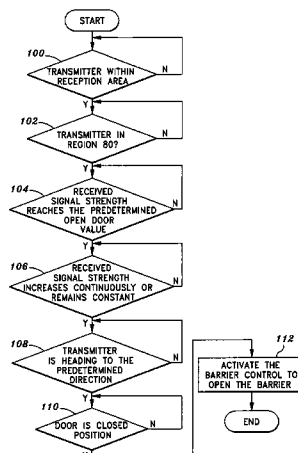 START
100
TRANSMITTER WITHIN
RECEPTION AREA
N
Y
102
TRANSMITTER IN
REGION 80?
N
Y
104
RECEIVED
SIGNAL STRENGTH
REACHES THE PREDETERMINED
OPEN DOOR
VALUE
N
Y
106
RECEIVED
SIGNAL STRENGTH
INCREASES CONTINUOUSLY OR
REMAINS CONSTANT
N
Y
108
TRANSMITTER
IS HEADING TO THE
PREDETERMINED
DIRECTION
N
Y
110
DOOR IS CLOSED
POSITION
N
112
ACTIVATE THE
BARRIER CONTROL TO
OPEN THE BARRIER
END